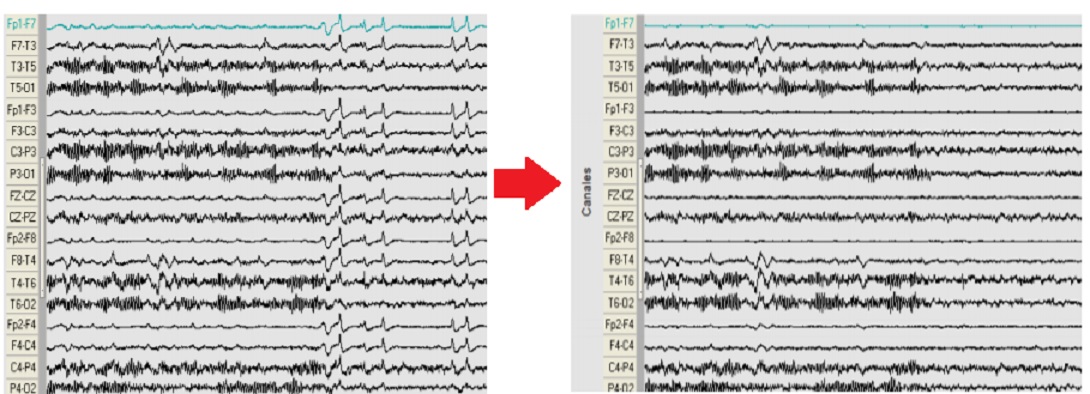 Fp1-F7
F7-T3
T3-T5
T5-O1
Fp1-F3
F3-C3
C3-P3
P3-O1
FZ-CZ
CZ-PZ
Fp2-F8
F8-T4
T4-T6
T6-O2
Fp2-F4
F4-C4
C4-P4
P4-O2
Canales
Fp1-F7
F7-T3
T3-T5
T5-O1
Fp1-F3
F3-C3
C3-P3
P3-O1
FZ-CZ
CZ-PZ
Fp2-F8
F8-T4
T4-T6
T6-O2
Fp2-F4
F4-C4
C4-P4
P4-O2